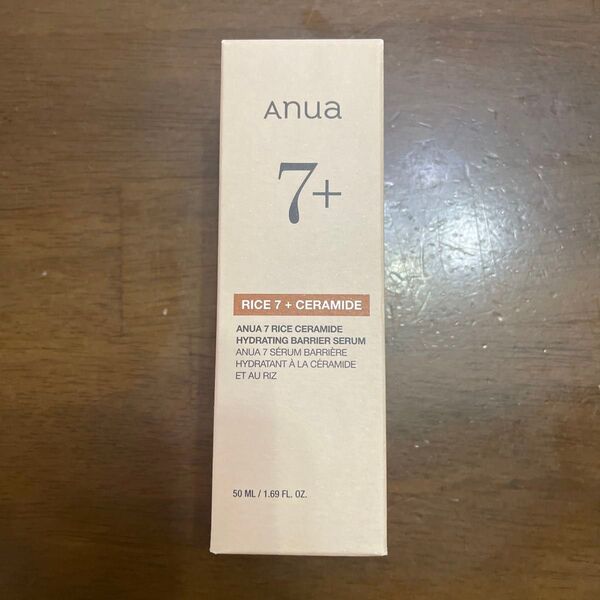 Anua
7+
RICE 7 + CERAMIDE
ANUA 7 RICE CERAMIDE
HYDRATING BARRIER SERUM
ANUA 7 SÉRUM BARRIÈRE
HYDRATANT À LA CÉRAMIDE
ET AU RIZ
50 ML / 1.69 FL. OZ.